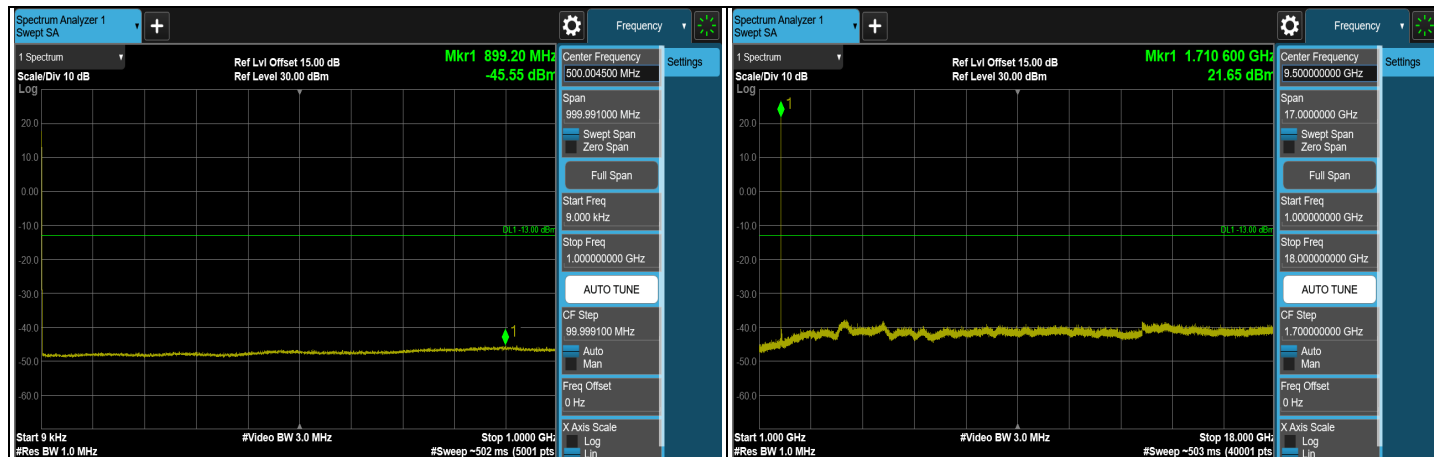 Spectrum Analyzer 1
Swept SA
+
Frequency
1 Spectrum
Scale/Div 10 dB
Log
Ref Lvl Offset 15.00 dB
Ref Level 30.00 dBm
Mkr1 899.20 MHz
-45.55 dBm
1
20.0
10.0
0.00
-10.0
-20.0
-30.0
-40.0
-50.0
-60.0
DL1 -13.00 dBm
1
Start 9 kHz
#Res BW 1.0 MHz
#Video BW 3.0 MHz
Stop 1.0000 GHz
#Sweep ~502 ms (5001 pts
Center Frequency
500.004500 MHz
Span
999.991000 MHz
Swept Span
Zero Span
Full Span
Start Freq
9.000 kHz
Stop Freq
1.000000000 GHz
AUTO TUNE
CF Step
99.999100 MHz
Auto
Man
Freq Offset
0 Hz
X Axis Scale
Log
Lin
Settings
Spectrum Analyzer 1
Swept SA
+
Frequency
1 Spectrum
Scale/Div 10 dB
Log
Ref Lvl Offset 15.00 dB
Ref Level 30.00 dBm
Mkr1 1.710 600 GHz
21.65 dBm
1
20.0
10.0
0.00
-10.0
-20.0
-30.0
-40.0
-50.0
-60.0
DL1 -13.00 dBm
Start 1.000 GHz
#Res BW 1.0 MHz
#Video BW 3.0 MHz
Stop 18.000 GHz
#Sweep ~503 ms (40001 pts
Center Frequency
9.500000000 GHz
Span
17.0000000 GHz
Swept Span
Zero Span
Full Span
Start Freq
1.000000000 GHz
Stop Freq
18.000000000 GHz
AUTO TUNE
CF Step
1.700000000 GHz
Auto
Man
Freq Offset
0 Hz
X Axis Scale
Log
Lin
Settings